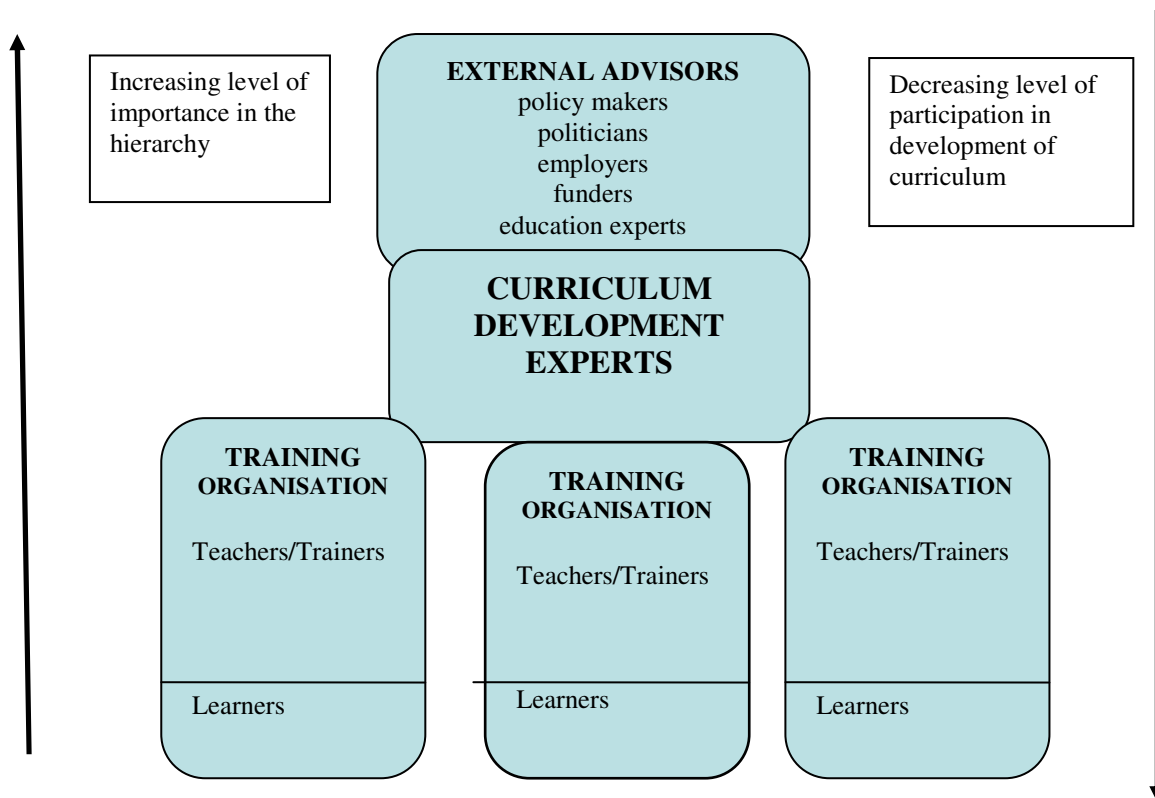 Increasing level of
importance in the
hierarchy
EXTERNAL ADVISORS
policy makers
politicians
employers
funders
education experts
Decreasing level of
participation in
development of
curriculum
CURRICULUM
DEVELOPMENT
EXPERTS
TRAINING
ORGANISATION
Teachers/Trainers
Learners
TRAINING
ORGANISATION
Teachers/Trainers
Learners
TRAINING
ORGANISATION
Teachers/Trainers
Learners